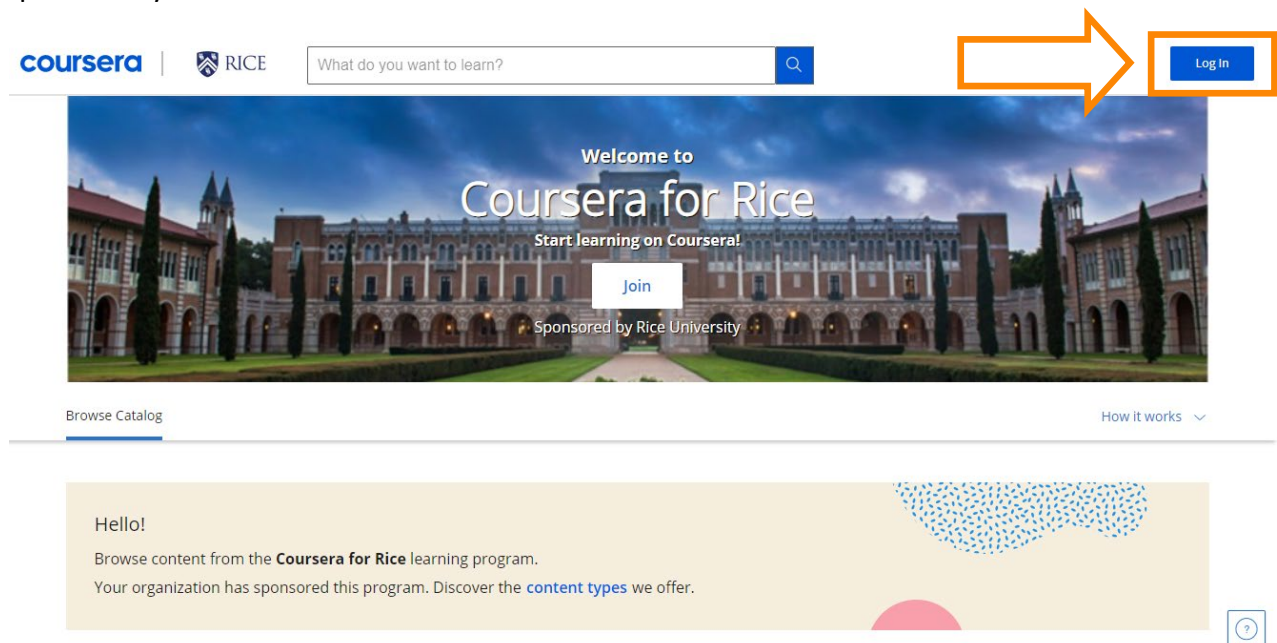 coursera
RICE
What do you want to learn?
Log In
Welcome to
Coursera for Rice
Start learning on Coursera!
Join
Sponsored by Rice University
Browse Catalog
How it works
Hello!
Browse content from the Coursera for Rice learning program.
Your organization has sponsored this program. Discover the content types we offer.
?